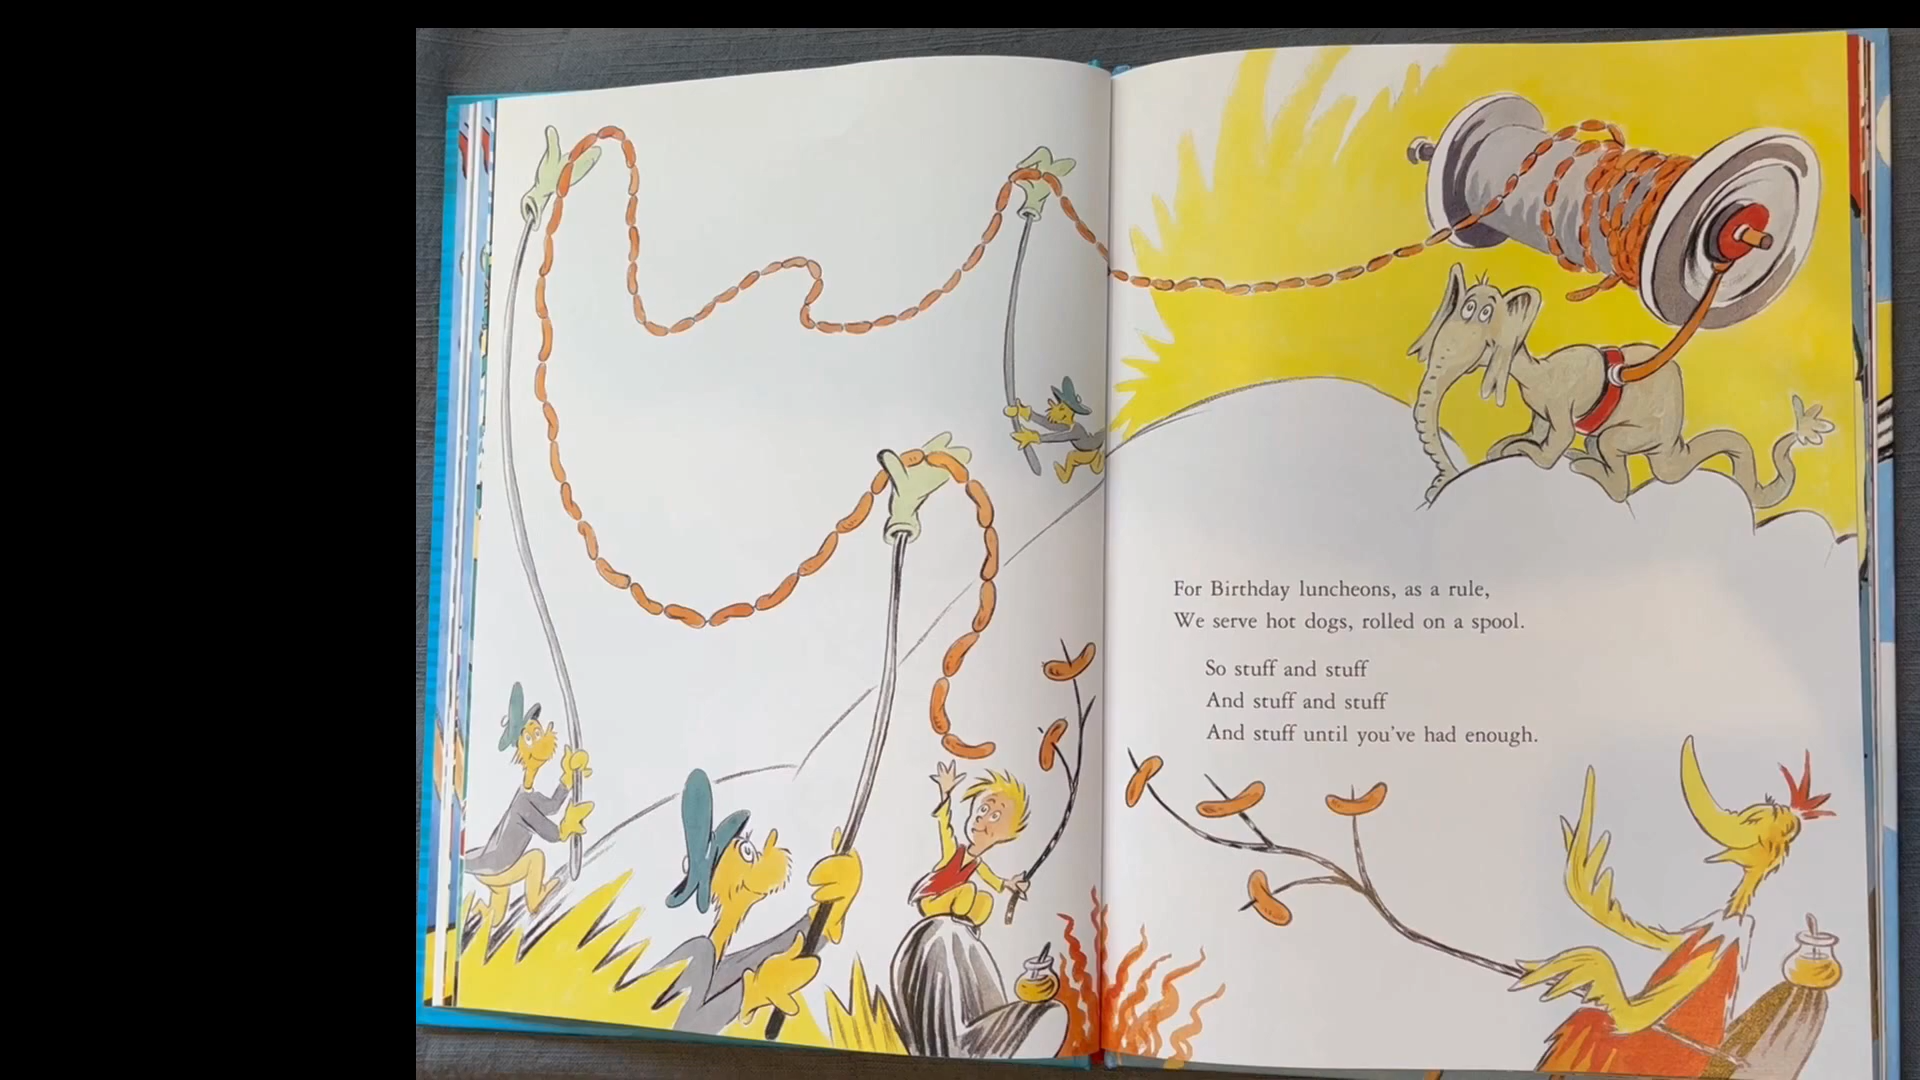 For Birthday luncheons, as a rule,
We serve hot dogs, rolled on a spool.
So stuff and stuff
And stuff and stuff
And stuff until you've had enough.